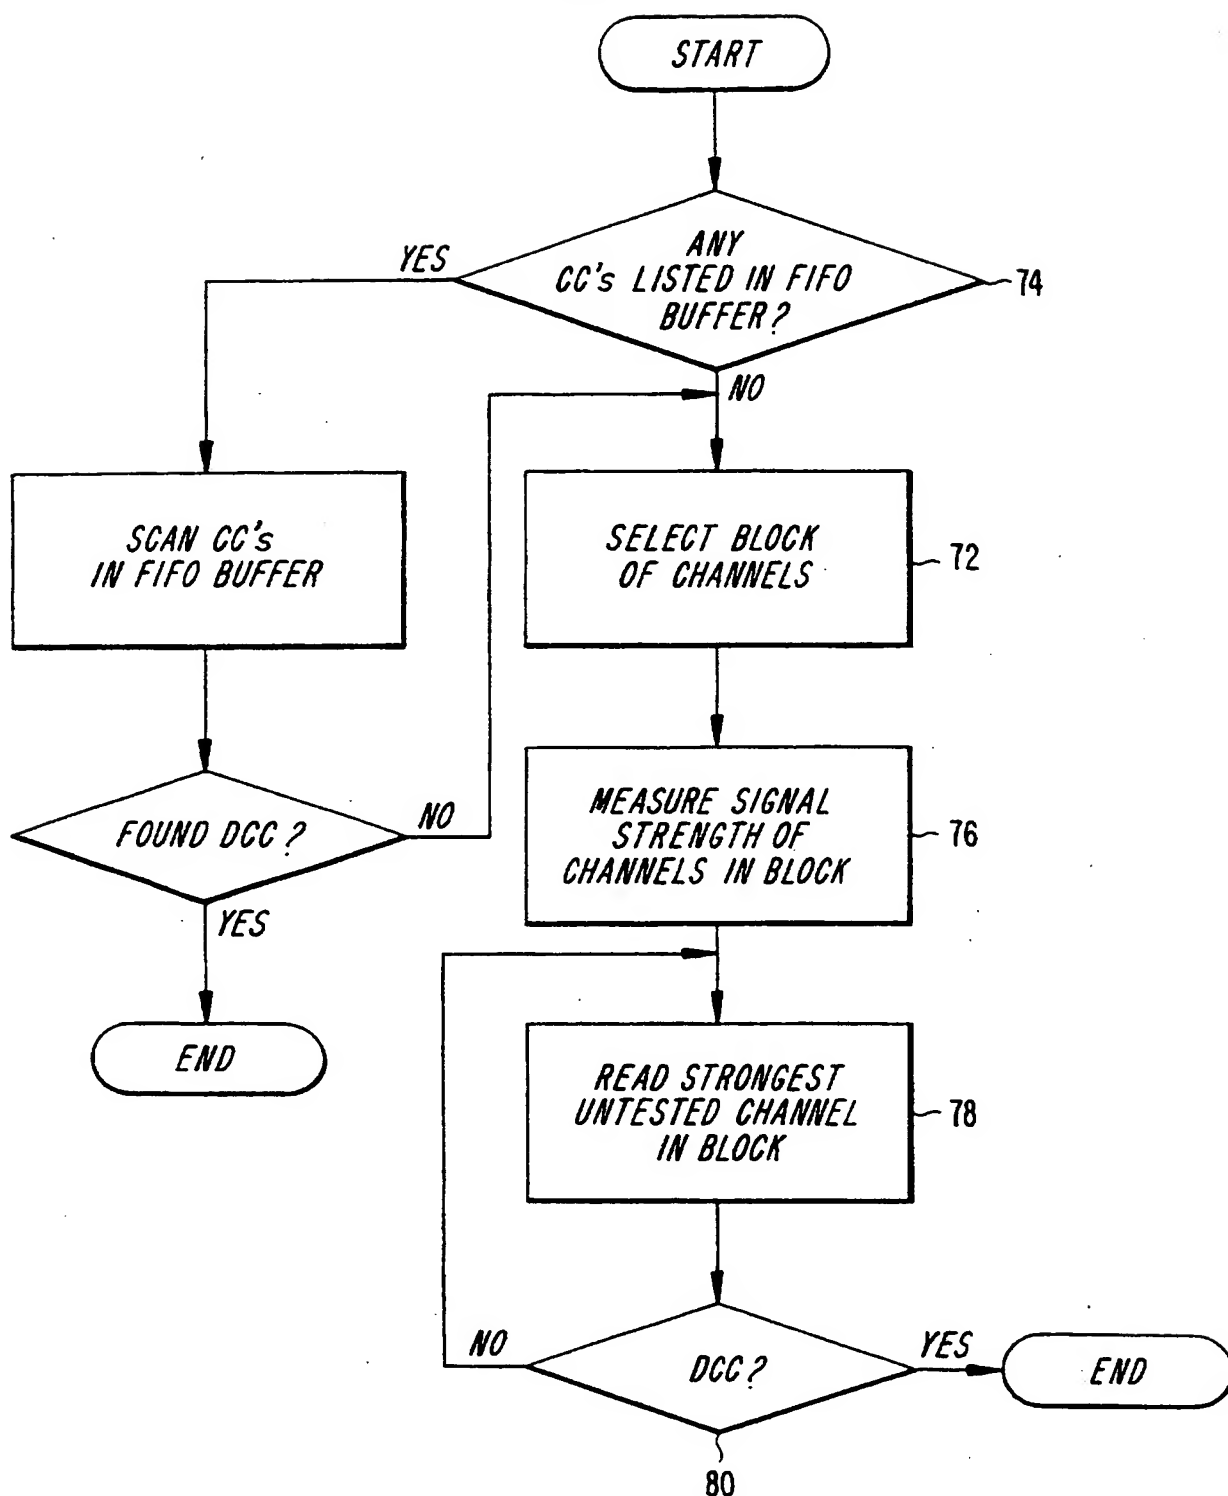 START
ANY
CC's LISTED IN FIFO
BUFFER?
74
YES
NO
SCAN CC's
IN FIFO BUFFER
SELECT BLOCK
OF CHANNELS
72
FOUND DCC?
NO
YES
END
MEASURE SIGNAL
STRENGTH OF
CHANNELS IN BLOCK
76
READ STRONGEST
UNTESTED CHANNEL
IN BLOCK
78
DCC?
NO
YES
END
80